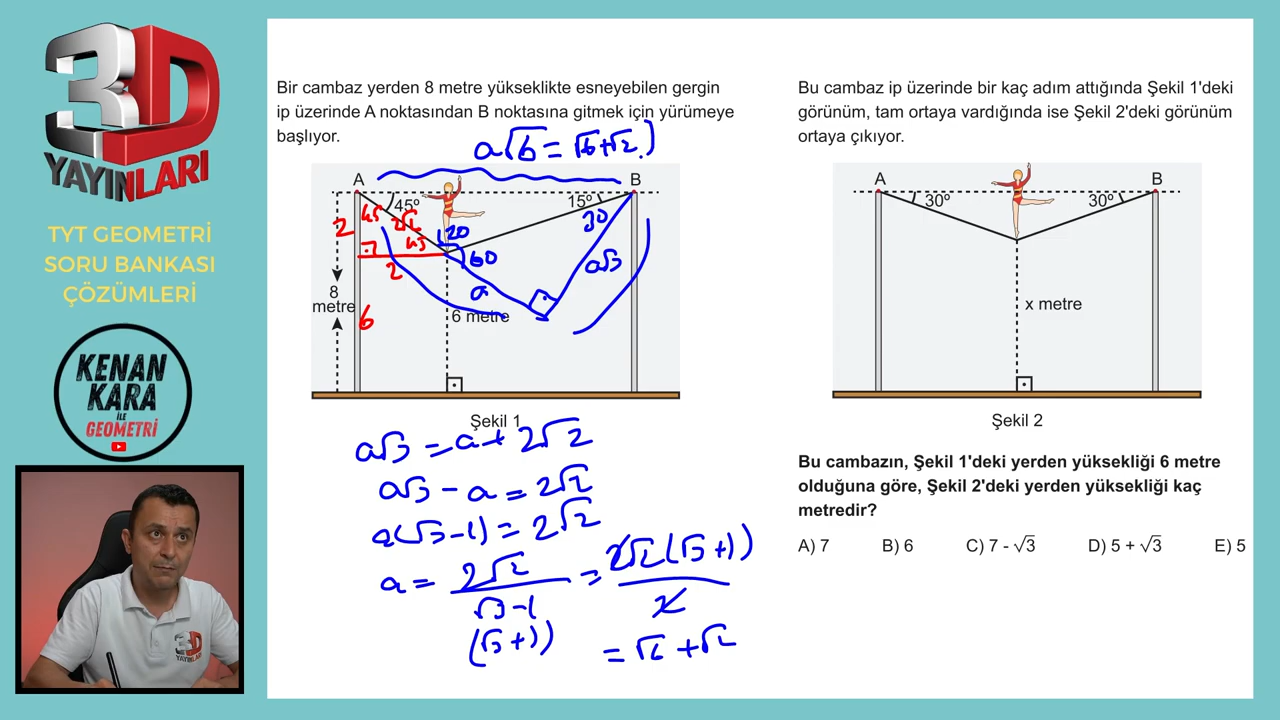 3D
YAYINLARI
TYT GEOMETRİ
SORU BANKASI
ÇÖZÜMLERİ
KENAN
KARA
İLE
GEOMETRİ
3D
YAYINLARI
Bir cambaz yerden 8 metre yükseklikte esneyebilen gergin
ip üzerinde A noktasından B noktasına gitmek için yürümeye
başlıyor.
a√6 = √6+√2.)
A
B
45°
15°
45
2√2
45
2
2
120
60
30
a√3
a
8
metre
6
6 metre
Şekil 1
a√3 = a + 2√2
a√3 - a = 2√2
a(√3-1) = 2√2
a = 2√2 / √3-1 = 2√2(√3+1) / 2
(√3+1)
= √6 + √2
Bu cambaz ip üzerinde bir kaç adım attığında Şekil 1'deki
görünüm, tam ortaya vardığında ise Şekil 2'deki görünüm
ortaya çıkıyor.
A
B
30°
30°
x metre
Şekil 2
Bu cambazın, Şekil 1'deki yerden yüksekliği 6 metre
olduğuna göre, Şekil 2'deki yerden yüksekliği kaç
metredir?
A) 7 B) 6 C) 7 - √3 D) 5 + √3 E) 5